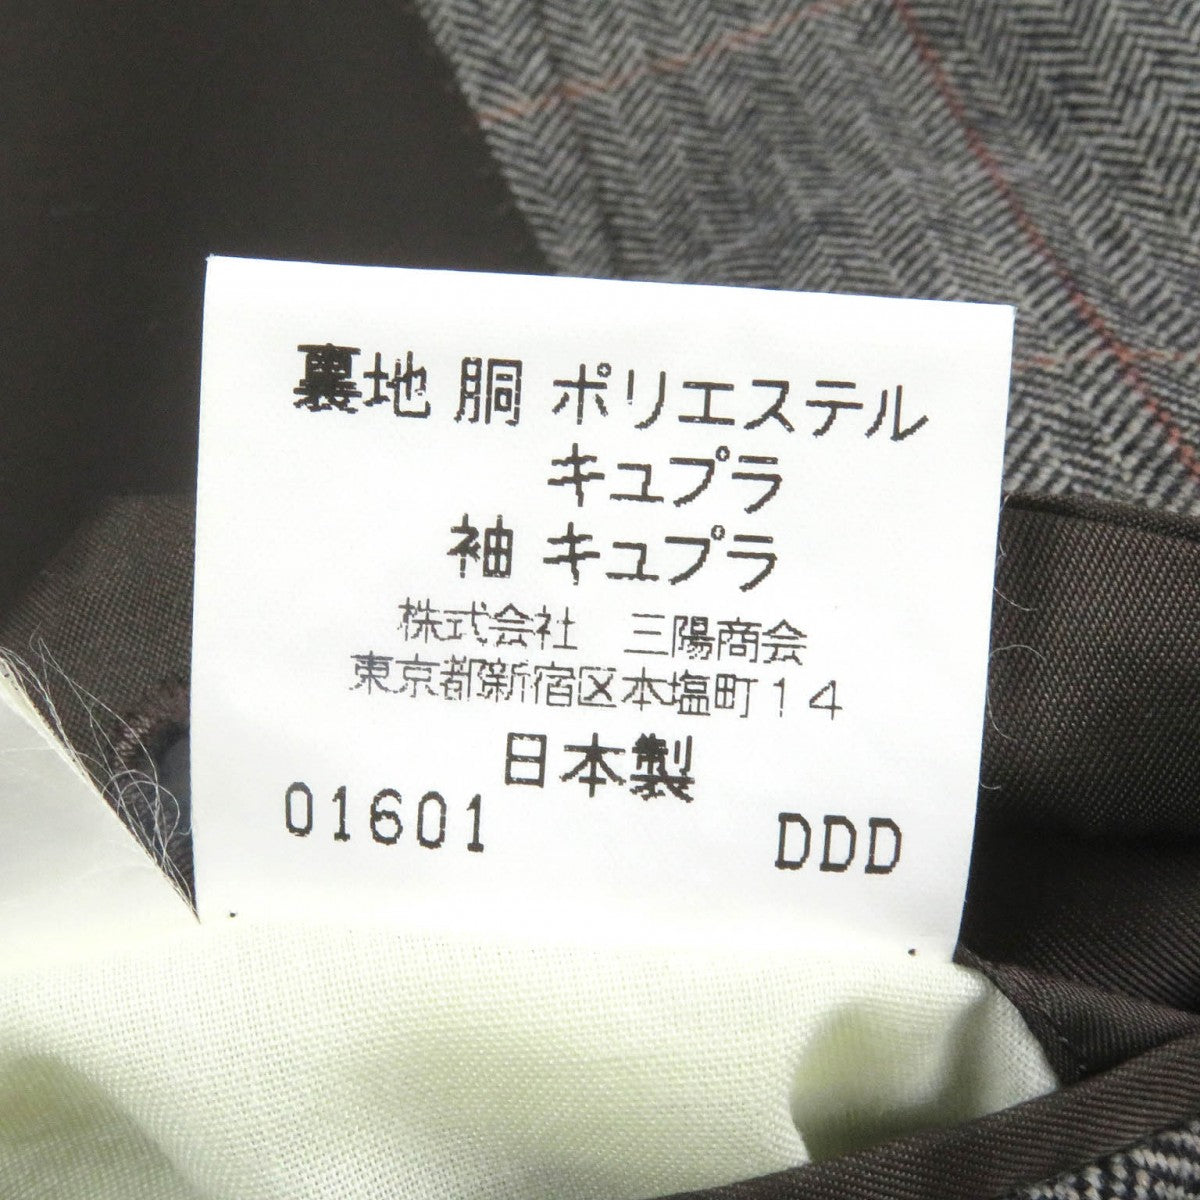 裏地 胴 ポリエステル
キュプラ
袖 キュプラ
株式会社 三陽商会
東京都新宿区本塩町14
日本製
01601 DDD